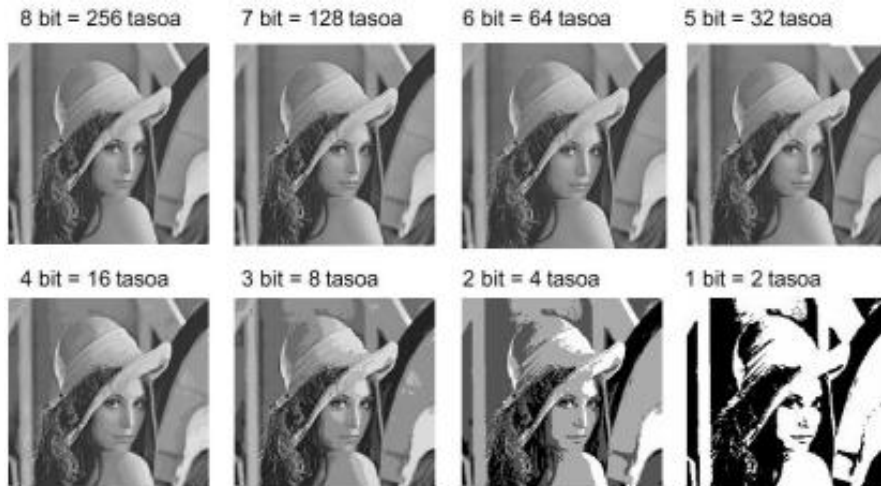 8 bit = 256 tasoa
7 bit = 128 tasoa
6 bit = 64 tasoa
5 bit = 32 tasoa
4 bit = 16 tasoa
3 bit = 8 tasoa
2 bit = 4 tasoa
1 bit = 2 tasoa